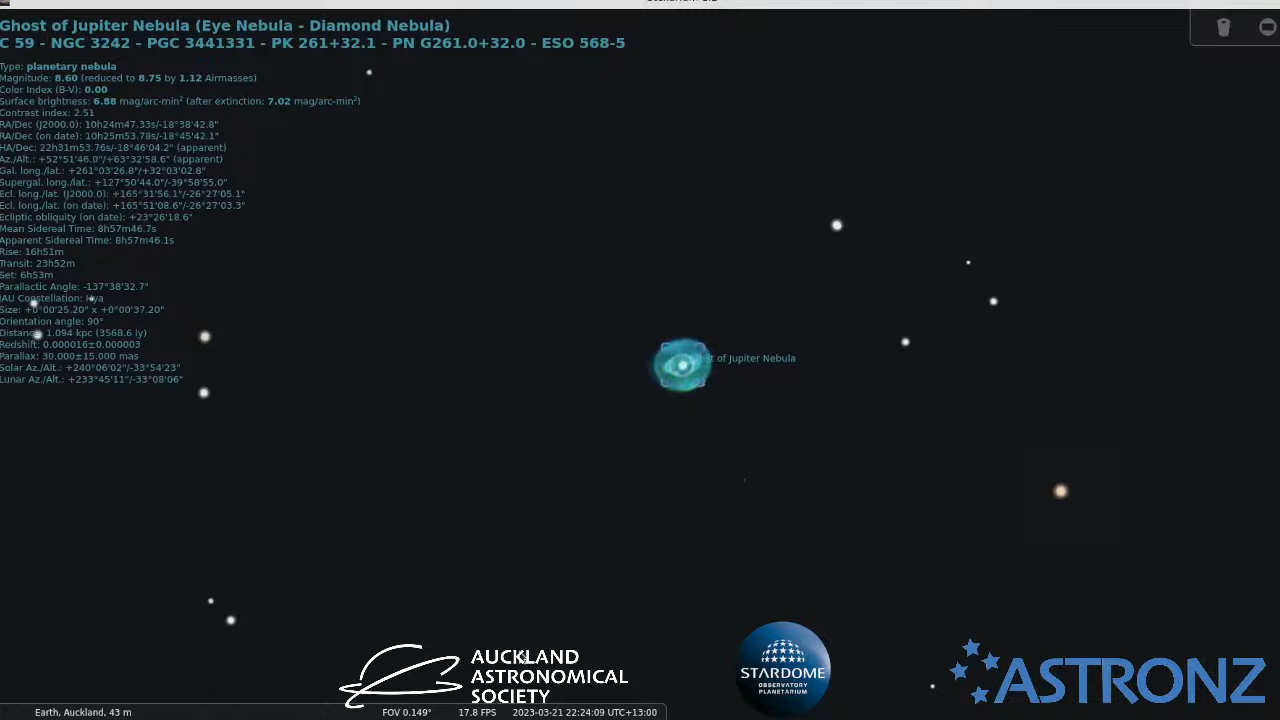 Ghost of Jupiter Nebula (Eye Nebula - Diamond Nebula)
C 59 - NGC 3242 - PGC 3441331 - PK 261+32.1 - PN G261.0+32.0 - ESO 568-5
Type: planetary nebula
Magnitude: 8.60 (reduced to 8.75 by 1.12 Airmasses)
Color Index (B-V): 0.00
Surface brightness: 6.88 mag/arc-min² (after extinction: 7.02 mag/arc-min²)
Contrast index: 2.51
RA/Dec (J2000.0): 10h24m47.33s/-18°38'42.8"
RA/Dec (on date): 10h25m53.78s/-18°45'42.1"
HA/Dec: 22h31m53.76s/-18°46'04.2" (apparent)
Az./Alt.: +52°51'46.0"/+63°32'58.6" (apparent)
Gal. long./lat.: +261°03'26.8"/+32°03'02.8"
Supergal. long./lat.: +127°50'44.0"/-39°58'55.0"
Ecl. long./lat. (J2000.0): +165°31'56.1"/-26°27'05.1"
Ecl. long./lat. (on date): +165°51'08.6"/-26°27'03.3"
Ecliptic obliquity (on date): +23°26'18.6"
Mean Sidereal Time: 8h57m46.7s
Apparent Sidereal Time: 8h57m46.1s
Rise: 16h51m
Transit: 23h52m
Set: 6h53m
Parallactic Angle: -137°38'32.7"
IAU Constellation: Hya
Size: +0°00'25.20" x +0°00'37.20"
Orientation angle: 90°
Distance: 1.094 kpc (3568.6 ly)
Redshift: 0.000016±0.000003
Parallax: 30.000±15.000 mas
Solar Az./Alt.: +240°06'02"/-33°54'23"
Lunar Az./Alt.: +233°45'11"/-33°08'06"
Ghost of Jupiter Nebula
AUCKLAND
ASTRONOMICAL
SOCIETY
STARDOME
OBSERVATORY
PLANETARIUM
ASTRONZ
Earth, Auckland, 43 m FOV 0.149° 17.8 FPS 2023-03-21 22:24:09 UTC+13:00